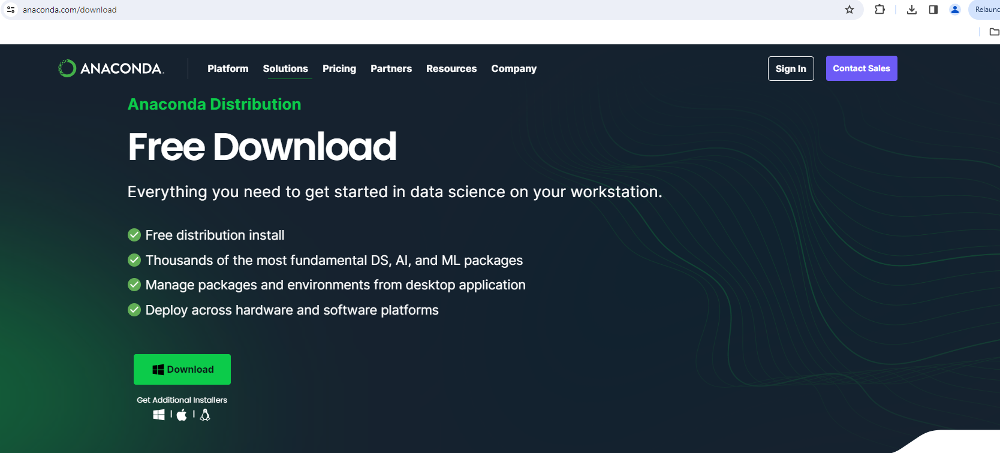 anaconda.com/download
Relaunc
ANACONDA.
Platform Solutions Pricing Partners Resources Company
Sign In
Contact Sales
Anaconda Distribution
Free Download
Everything you need to get started in data science on your workstation.
Free distribution install
Thousands of the most fundamental DS, AI, and ML packages
Manage packages and environments from desktop application
Deploy across hardware and software platforms
Download
Get Additional Installers